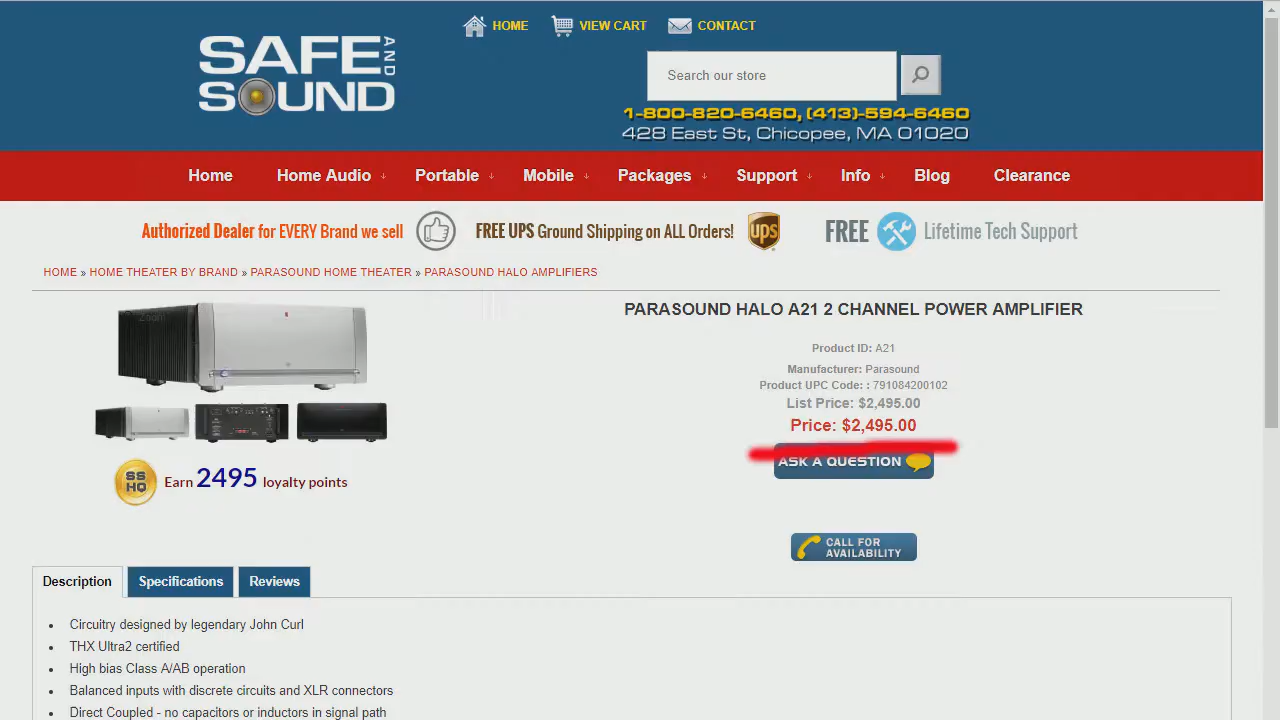 HOME VIEW CART CONTACT
SAFE AND SOUND
Search our store
1-800-820-6460, (413)-594-6460
428 East St, Chicopee, MA 01020
Home Home Audio Portable Mobile Packages Support Info Blog Clearance
Authorized Dealer for EVERY Brand we sell FREE UPS Ground Shipping on ALL Orders! ups FREE Lifetime Tech Support
HOME » HOME THEATER BY BRAND » PARASOUND HOME THEATER » PARASOUND HALO AMPLIFIERS
Zoom
PARASOUND HALO A21 2 CHANNEL POWER AMPLIFIER
Product ID: A21
Manufacturer: Parasound
Product UPC Code: : 791084200102
List Price: $2,495.00
Price: $2,495.00
ASK A QUESTION
SS HQ Earn 2495 loyalty points
CALL FOR
AVAILABILITY
Description Specifications Reviews
Circuitry designed by legendary John Curl
THX Ultra2 certified
High bias Class A/AB operation
Balanced inputs with discrete circuits and XLR connectors
Direct Coupled - no capacitors or inductors in signal path